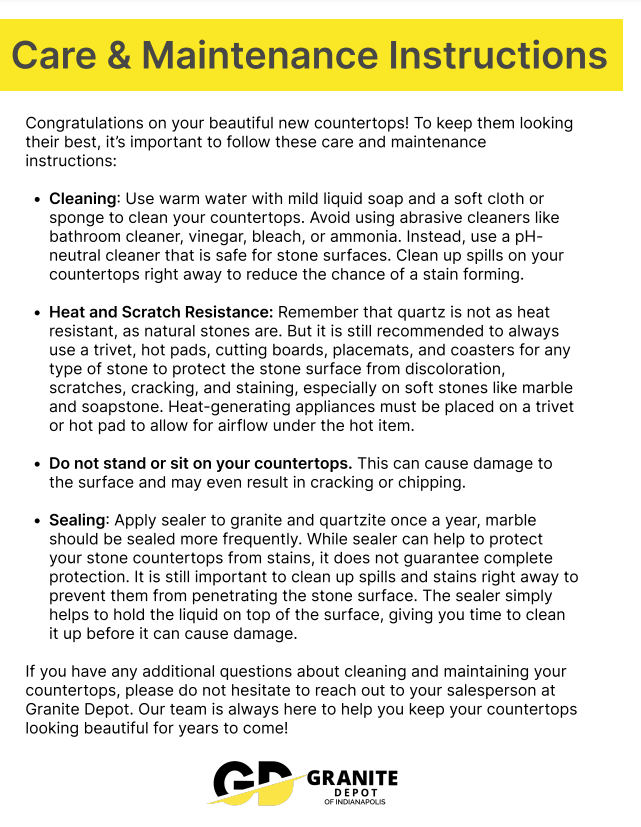 Care & Maintenance Instructions
Congratulations on your beautiful new countertops! To keep them looking
their best, it’s important to follow these care and maintenance
instructions:
• Cleaning: Use warm water with mild liquid soap and a soft cloth or
sponge to clean your countertops. Avoid using abrasive cleaners like
bathroom cleaner, vinegar, bleach, or ammonia. Instead, use a pH-
neutral cleaner that is safe for stone surfaces. Clean up spills on your
countertops right away to reduce the chance of a stain forming.
• Heat and Scratch Resistance: Remember that quartz is not as heat
resistant, as natural stones are. But it is still recommended to always
use a trivet, hot pads, cutting boards, placemats, and coasters for any
type of stone to protect the stone surface from discoloration,
scratches, cracking, and staining, especially on soft stones like marble
and soapstone. Heat-generating appliances must be placed on a trivet
or hot pad to allow for airflow under the hot item.
• Do not stand or sit on your countertops. This can cause damage to
the surface and may even result in cracking or chipping.
• Sealing: Apply sealer to granite and quartzite once a year, marble
should be sealed more frequently. While sealer can help to protect
your stone countertops from stains, it does not guarantee complete
protection. It is still important to clean up spills and stains right away to
prevent them from penetrating the stone surface. The sealer simply
helps to hold the liquid on top of the surface, giving you time to clean
it up before it can cause damage.
If you have any additional questions about cleaning and maintaining your
countertops, please do not hesitate to reach out to your salesperson at
Granite Depot. Our team is always here to help you keep your countertops
looking beautiful for years to come!
GD GRANITE
DEPOT
OF INDIANAPOLIS